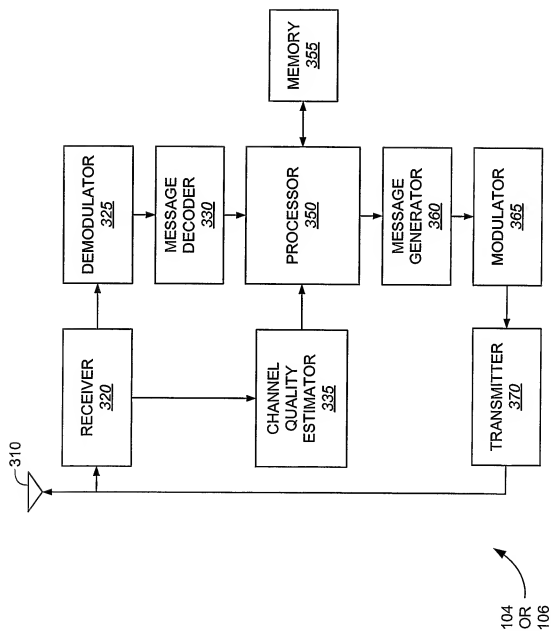 310
RECEIVER
320
DEMODULATOR
325
MESSAGE
DECODER
330
CHANNEL
QUALITY
ESTIMATOR
335
PROCESSOR
350
MEMORY
355
MESSAGE
GENERATOR
360
MODULATOR
365
TRANSMITTER
370
104
OR
106